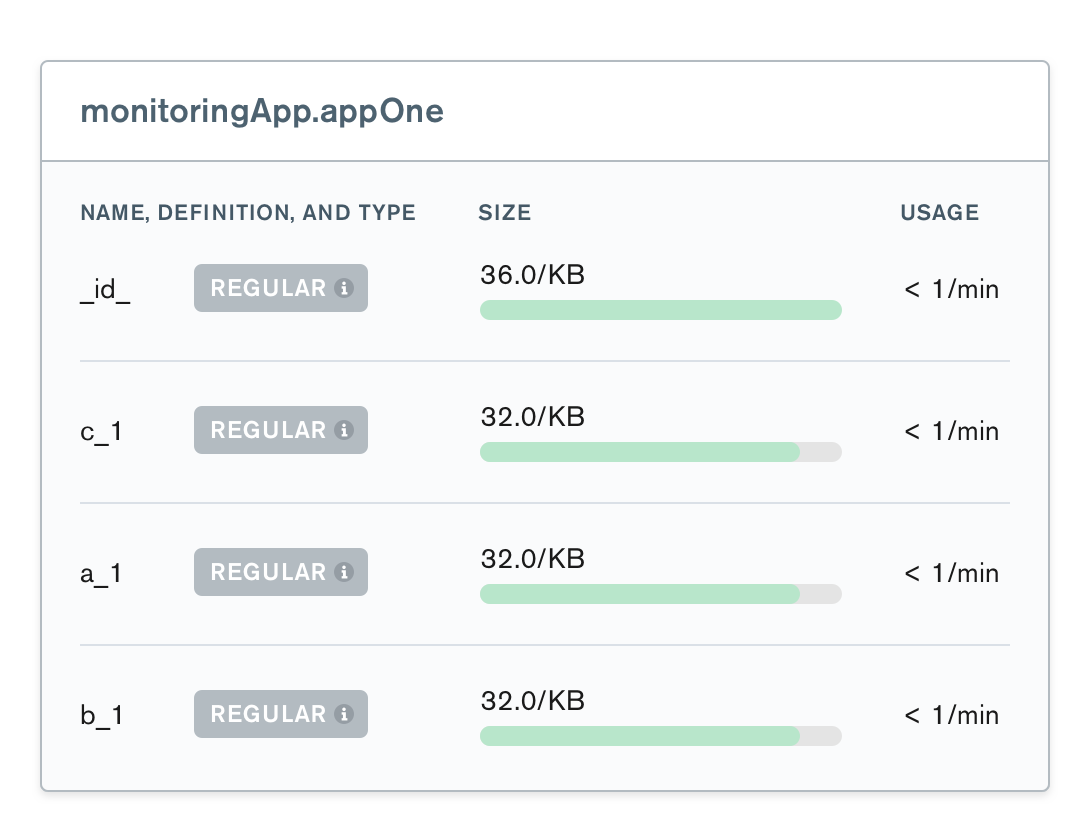 monitoringApp.appOne
NAME, DEFINITION, AND TYPE SIZE USAGE
_id_ REGULAR i 36.0/KB < 1/min
c_1 REGULAR i 32.0/KB < 1/min
a_1 REGULAR i 32.0/KB < 1/min
b_1 REGULAR i 32.0/KB < 1/min